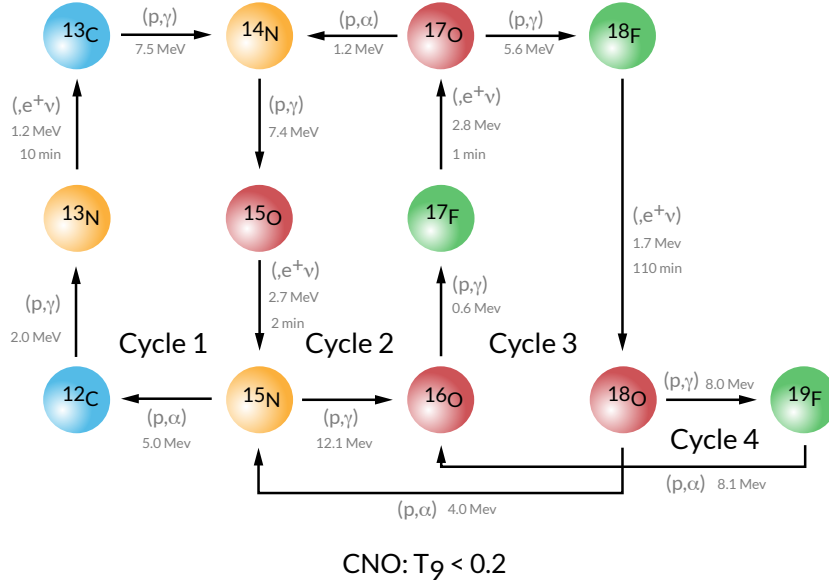 ¹³C (p,γ) 7.5 MeV ¹⁴N (p,α) 1.2 MeV ¹⁷O (p,γ) 5.6 MeV ¹⁸F
(,e⁺ν)
1.2 MeV
10 min
(p,γ)
7.4 MeV
(,e⁺ν)
2.8 Mev
1 min
¹³N
¹⁵O
¹⁷F
(,e⁺ν)
1.7 Mev
110 min
(p,γ)
2.0 MeV
(,e⁺ν)
2.7 MeV
2 min
(p,γ)
0.6 MeV
Cycle 1
Cycle 2
Cycle 3
¹²C (p,α) 5.0 Mev ¹⁵N (p,γ) 12.1 Mev ¹⁶O
¹⁸O (p,γ) 8.0 Mev ¹⁹F
Cycle 4
(p,α) 8.1 Mev
(p,α) 4.0 Mev
CNO: T₉ < 0.2